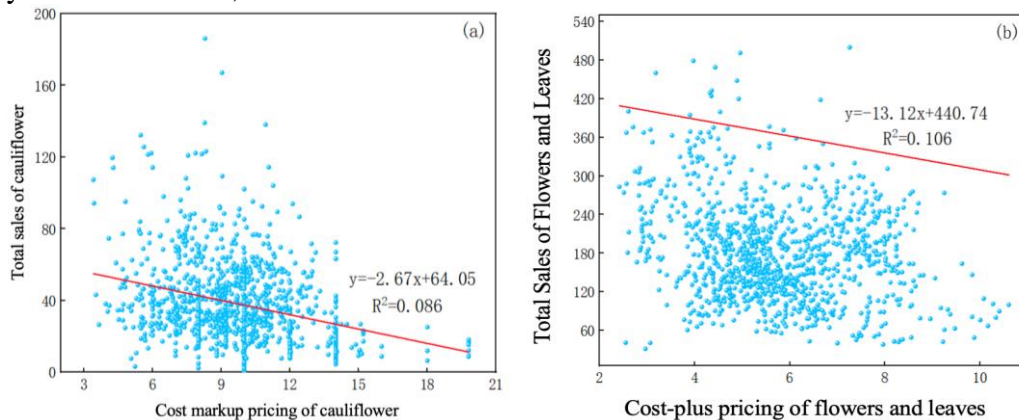 (a)
Total sales of cauliflower
200
160
120
80
40
0
y=-2.67x+64.05
R²=0.086
3 6 9 12 15 18 21
Cost markup pricing of cauliflower
(b)
Total Sales of Flowers and Leaves
540
480
420
360
300
240
180
120
60
y=-13.12x+440.74
R²=0.106
2 4 6 8 10
Cost-plus pricing of flowers and leaves